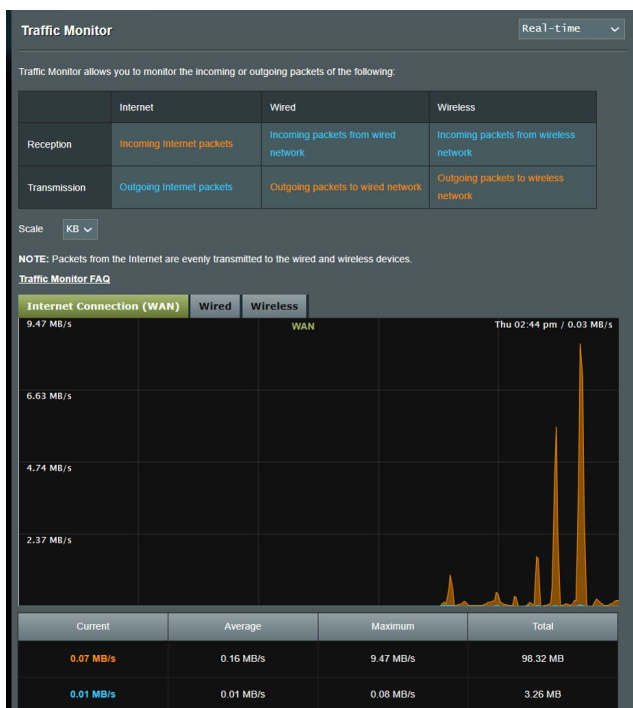 Traffic Monitor
Real-time
Traffic Monitor allows you to monitor the incoming or outgoing packets of the following:
Internet Wired Wireless
Reception Incoming Internet packets Incoming packets from wired network Incoming packets from wireless network
Transmission Outgoing Internet packets Outgoing packets to wired network Outgoing packets to wireless network
Scale KB
NOTE: Packets from the Internet are evenly transmitted to the wired and wireless devices.
Traffic Monitor FAQ
Internet Connection (WAN) Wired Wireless
9.47 MB/s WAN Thu 02:44 pm / 0.03 MB/s
6.63 MB/s
4.74 MB/s
2.37 MB/s
Current Average Maximum Total
0.07 MB/s 0.16 MB/s 9.47 MB/s 98.32 MB
0.01 MB/s 0.01 MB/s 0.08 MB/s 3.26 MB